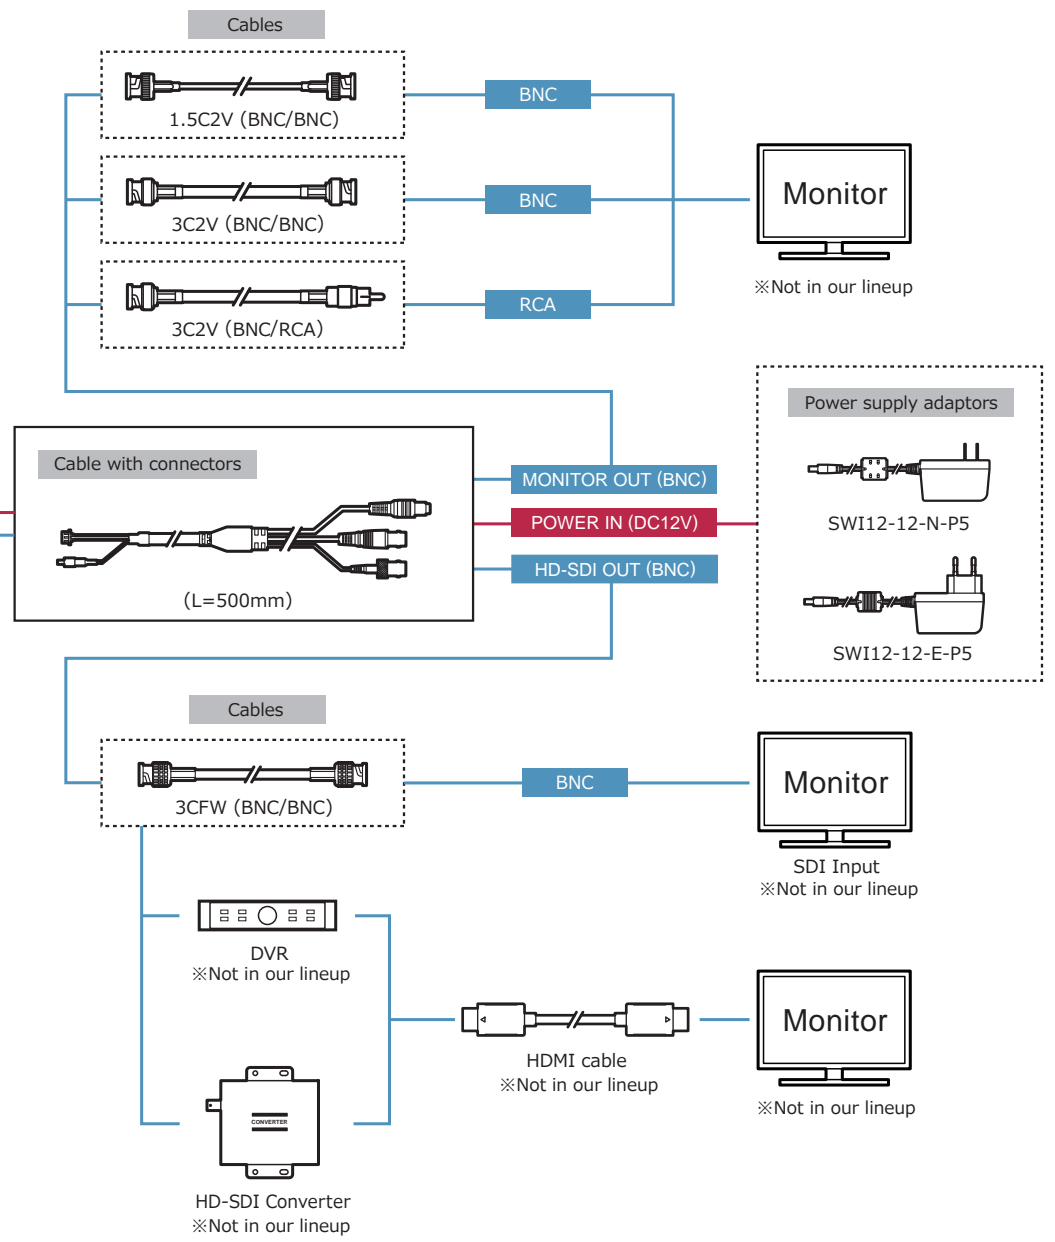 Cables
1.5C2V (BNC/BNC)
BNC
3C2V (BNC/BNC)
BNC
3C2V (BNC/RCA)
RCA
Monitor
※Not in our lineup
Cable with connectors
(L=500mm)
MONITOR OUT (BNC)
POWER IN (DC12V)
HD-SDI OUT (BNC)
Power supply adaptors
SWI12-12-N-P5
SWI12-12-E-P5
Cables
3CFW (BNC/BNC)
BNC
Monitor
SDI Input
※Not in our lineup
DVR
※Not in our lineup
HDMI cable
※Not in our lineup
Monitor
※Not in our lineup
CONVERTER
HD-SDI Converter
※Not in our lineup